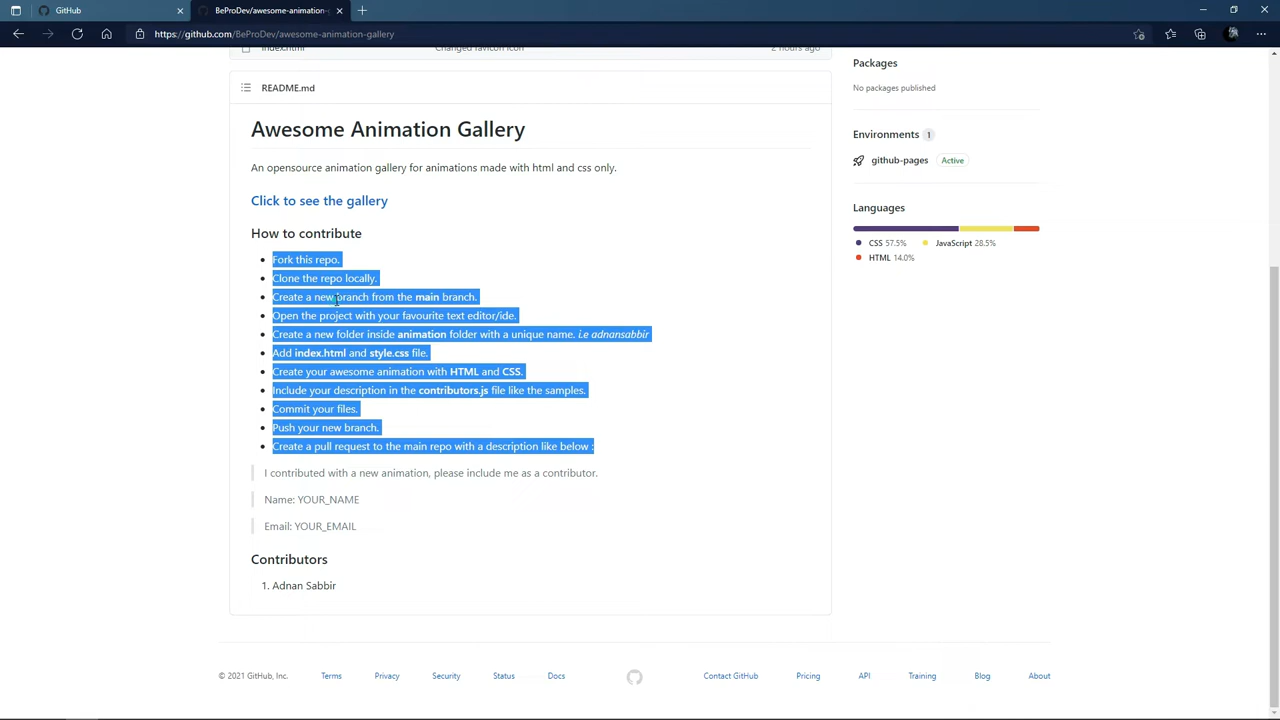 GitHub
BeProDev/awesome-animation-
https://github.com/BeProDev/awesome-animation-gallery
index.html Changed favicon icon 2 hours ago
README.md
Awesome Animation Gallery
An opensource animation gallery for animations made with html and css only.
Click to see the gallery
How to contribute
Fork this repo.
Clone the repo locally.
Create a new branch from the main branch.
Open the project with your favourite text editor/ide.
Create a new folder inside animation folder with a unique name. i.e adnansabbir
Add index.html and style.css file.
Create your awesome animation with HTML and CSS.
Include your description in the contributors.js file like the samples.
Commit your files.
Push your new branch.
Create a pull request to the main repo with a description like below :
I contributed with a new animation, please include me as a contributor.
Name: YOUR_NAME
Email: YOUR_EMAIL
Contributors
1. Adnan Sabbir
Packages
No packages published
Environments 1
github-pages Active
Languages
CSS 57.5% JavaScript 28.5%
HTML 14.0%
© 2021 GitHub, Inc. Terms Privacy Security Status Docs Contact GitHub Pricing API Training Blog About